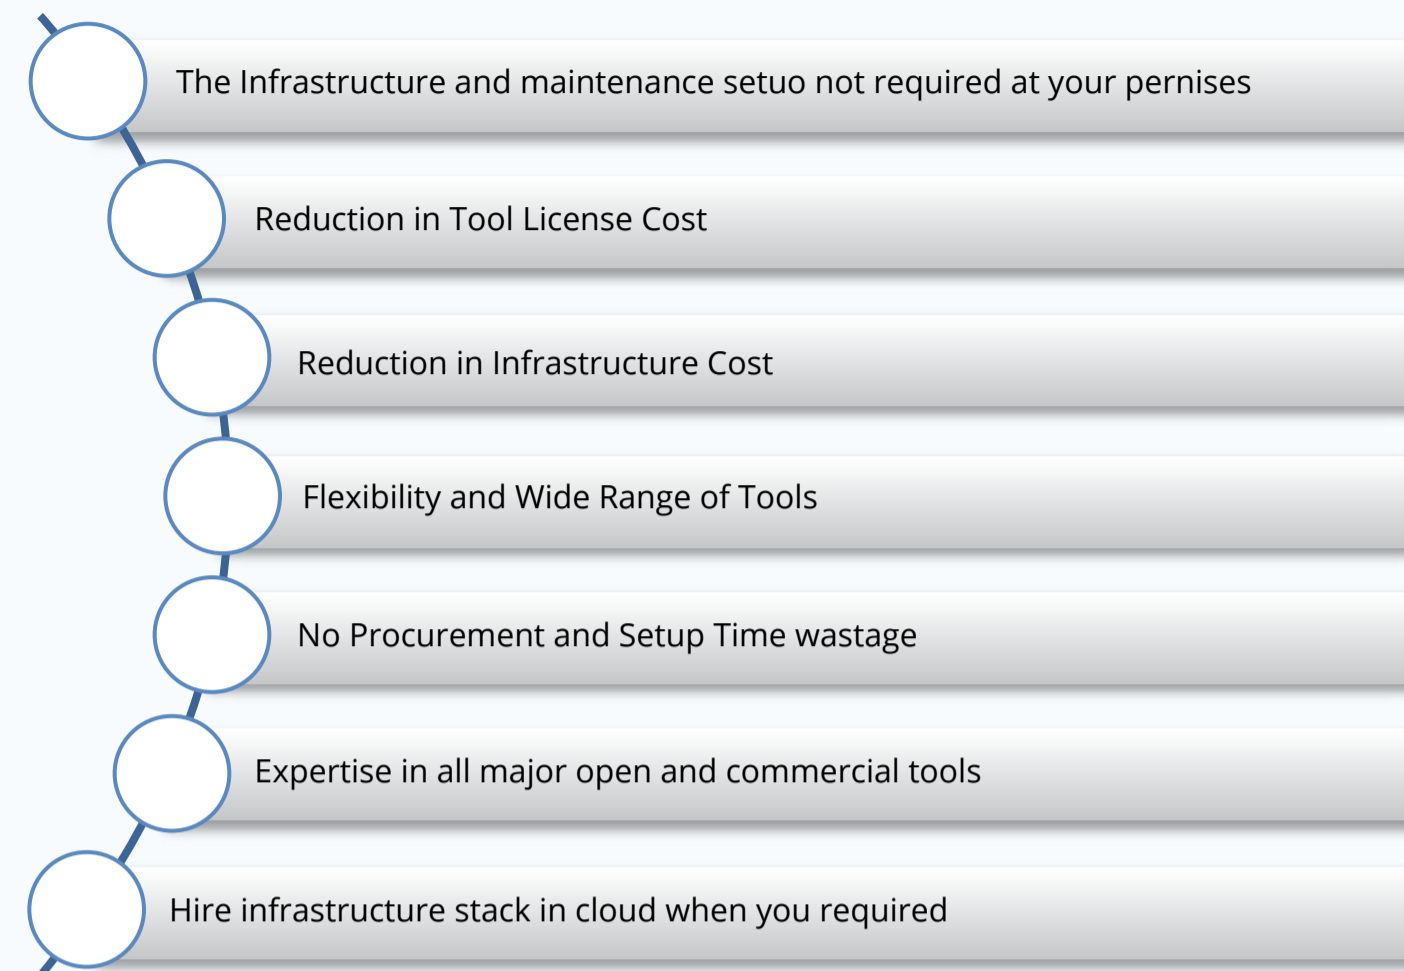 The Infrastructure and maintenance setuo not required at your pernises
Reduction in Tool License Cost
Reduction in Infrastructure Cost
Flexibility and Wide Range of Tools
No Procurement and Setup Time wastage
Expertise in all major open and commercial tools
Hire infrastructure stack in cloud when you required